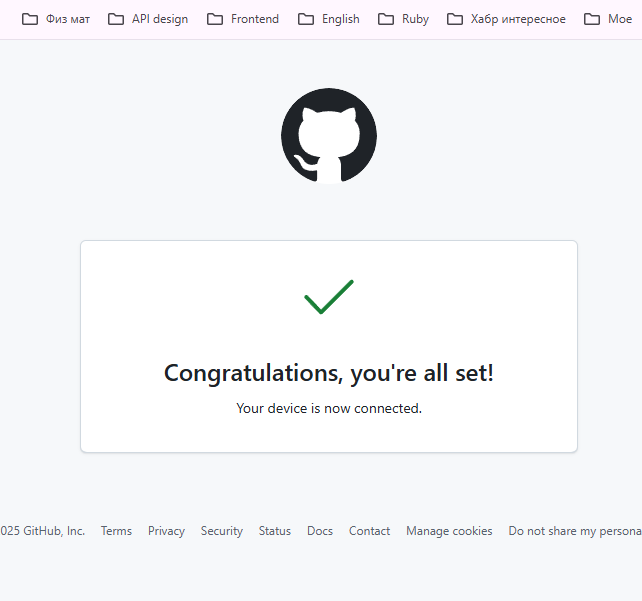 Физ мат API design Frontend English Ruby Хабр интересное Мое
Congratulations, you're all set!
Your device is now connected.
025 GitHub, Inc. Terms Privacy Security Status Docs Contact Manage cookies Do not share my persona